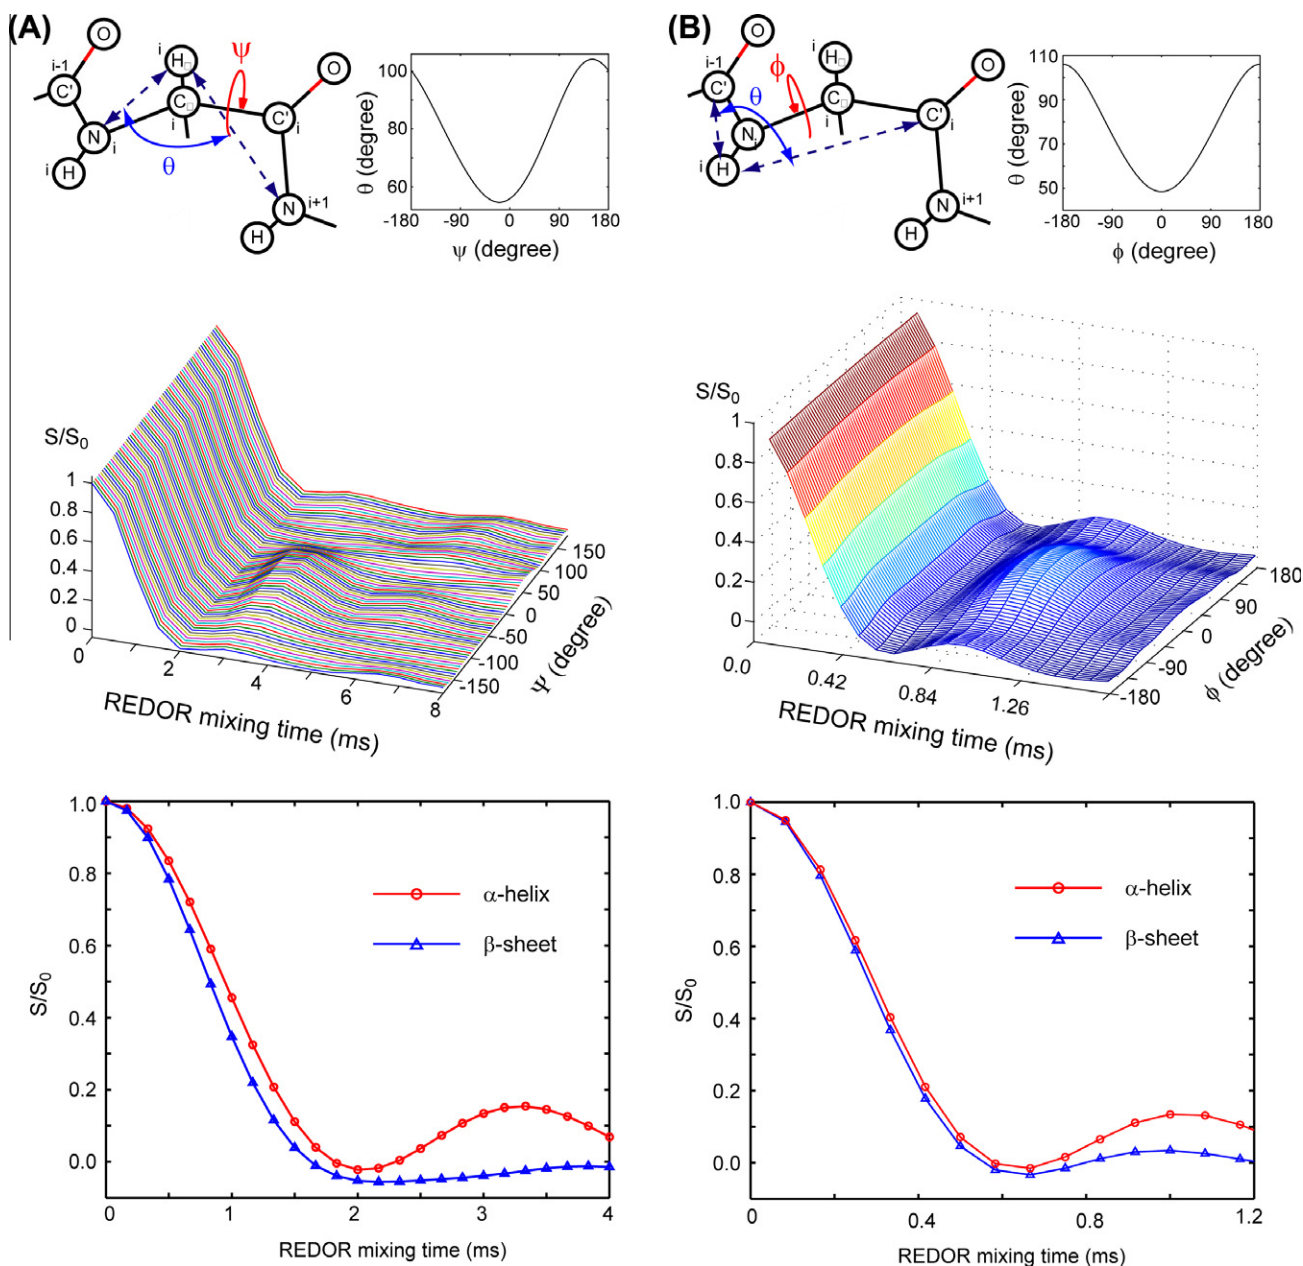 (A)
O
i-1
C'
i
H□
ψ
C□
i
O
C'
i
N
i
θ
i
H
N
i+1
H
100
80
60
θ (degree)
-180
-90
0
90
180
ψ (degree)
(B)
O
i-1
C'
i
H□
ϕ
θ
C□
i
O
C'
i
N
i
i
H
N
i+1
H
110
90
70
50
θ (degree)
-180
-90
0
90
180
ϕ (degree)
S/S0
1
0.8
0.6
0.4
0.2
0
0
2
4
6
8
REDOR mixing time (ms)
150
100
50
0
-50
-100
-150
Ψ (degree)
S/S0
1
0.8
0.6
0.4
0.2
0
0.0
0.42
0.84
1.26
REDOR mixing time (ms)
180
90
0
-90
-180
ϕ (degree)
1.0
0.8
0.6
0.4
0.2
0.0
S/S0
α-helix
β-sheet
0
1
2
3
4
REDOR mixing time (ms)
1.0
0.8
0.6
0.4
0.2
0.0
S/S0
α-helix
β-sheet
0
0.4
0.8
1.2
REDOR mixing time (ms)